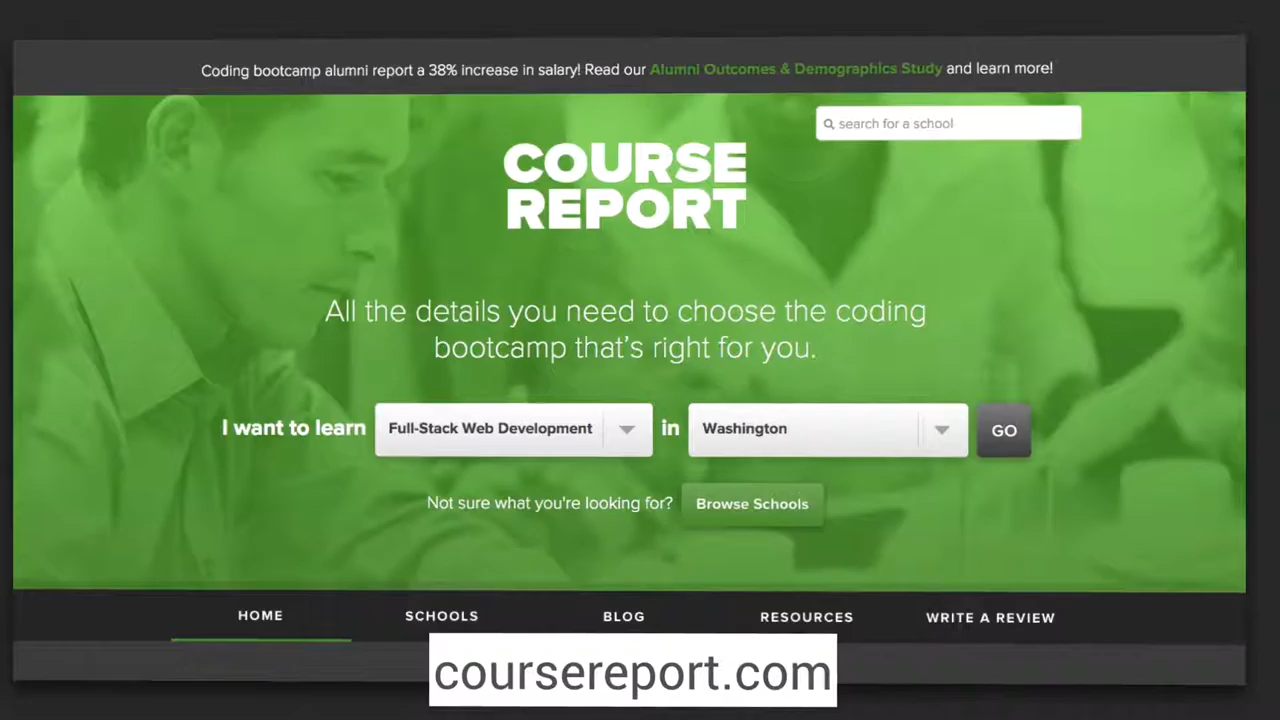 Coding bootcamp alumni report a 38% increase in salary! Read our Alumni Outcomes & Demographics Study and learn more!
search for a school
COURSE
REPORT
All the details you need to choose the coding
bootcamp that's right for you.
I want to learn Full-Stack Web Development in Washington GO
Not sure what you're looking for? Browse Schools
HOME SCHOOLS BLOG RESOURCES WRITE A REVIEW
coursereport.com